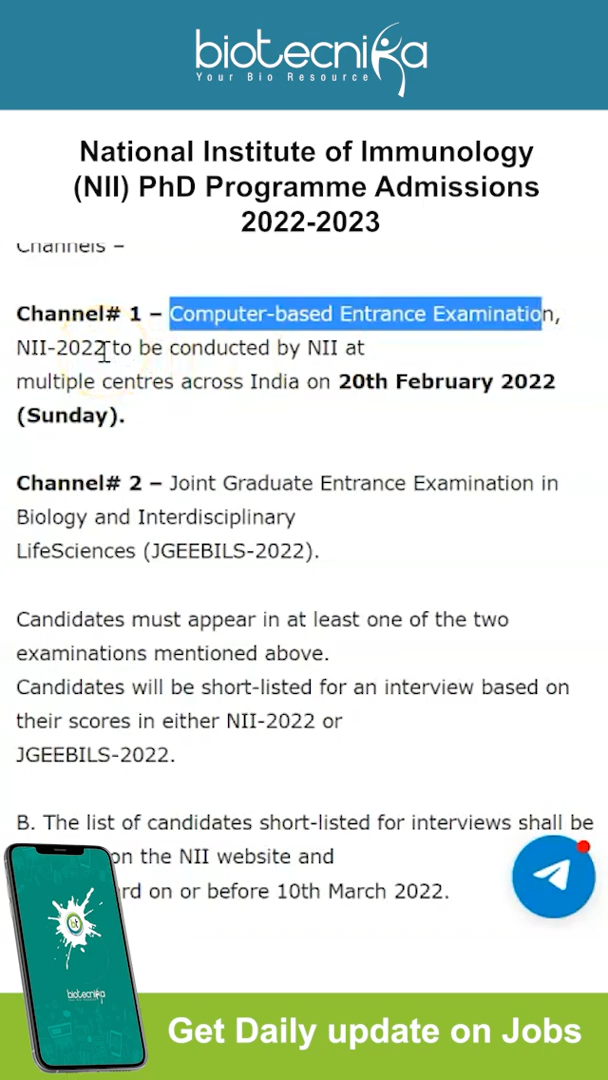 biotecnika
Your Bio Resource
National Institute of Immunology
(NII) PhD Programme Admissions
2022-2023
Channels –
Channel# 1 – Computer-based Entrance Examination,
NII-2022 to be conducted by NII at
multiple centres across India on 20th February 2022
(Sunday).
Channel# 2 – Joint Graduate Entrance Examination in
Biology and Interdisciplinary
LifeSciences (JGEEBILS-2022).
Candidates must appear in at least one of the two
examinations mentioned above.
Candidates will be short-listed for an interview based on
their scores in either NII-2022 or
JGEEBILS-2022.
B. The list of candidates short-listed for interviews shall be
on the NII website and
on or before 10th March 2022.
bt
biotecnika
Get Daily update on Jobs